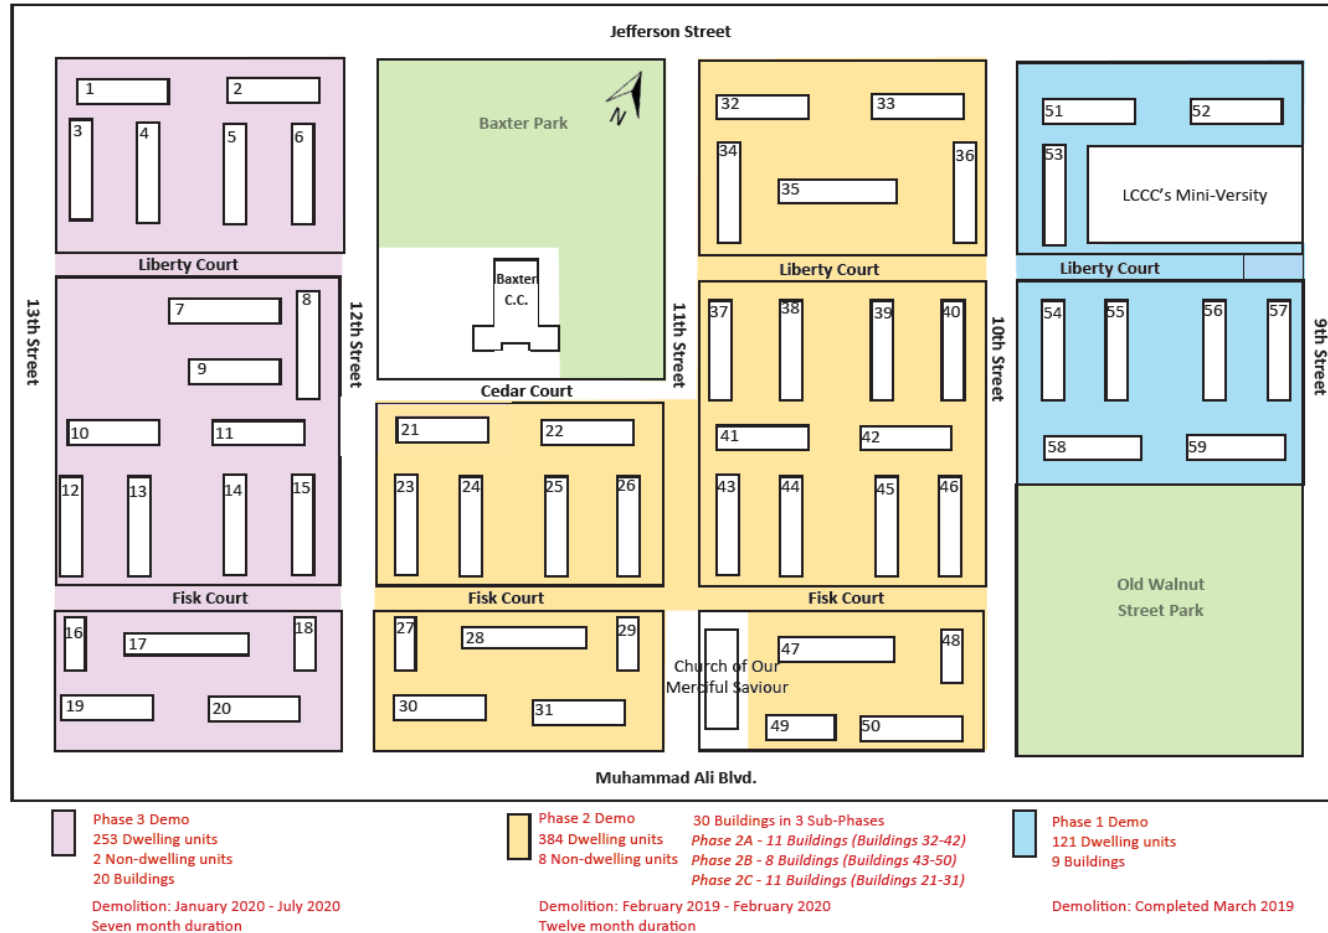 Jefferson Street
1
2
3
4
5
6
Baxter Park
N
32
33
34
35
36
51
52
53
LCCC's Mini-Versity
Liberty Court
Liberty Court
Liberty Court
13th Street
12th Street
11th Street
10th Street
9th Street
7
8
9
10
11
12
13
14
15
Baxter
C.C.
Cedar Court
21
22
23
24
25
26
37
38
39
40
41
42
43
44
45
46
54
55
56
57
58
59
Old Walnut
Street Park
Fisk Court
Fisk Court
Fisk Court
16
17
18
19
20
27
28
29
30
31
Church of Our
Merciful Saviour
47
48
49
50
Muhammad Ali Blvd.
Phase 3 Demo
253 Dwelling units
2 Non-dwelling units
20 Buildings
Demolition: January 2020 - July 2020
Seven month duration
Phase 2 Demo
384 Dwelling units
8 Non-dwelling units
30 Buildings in 3 Sub-Phases
Phase 2A - 11 Buildings (Buildings 32-42)
Phase 2B - 8 Buildings (Buildings 43-50)
Phase 2C - 11 Buildings (Buildings 21-31)
Demolition: February 2019 - February 2020
Twelve month duration
Phase 1 Demo
121 Dwelling units
9 Buildings
Demolition: Completed March 2019